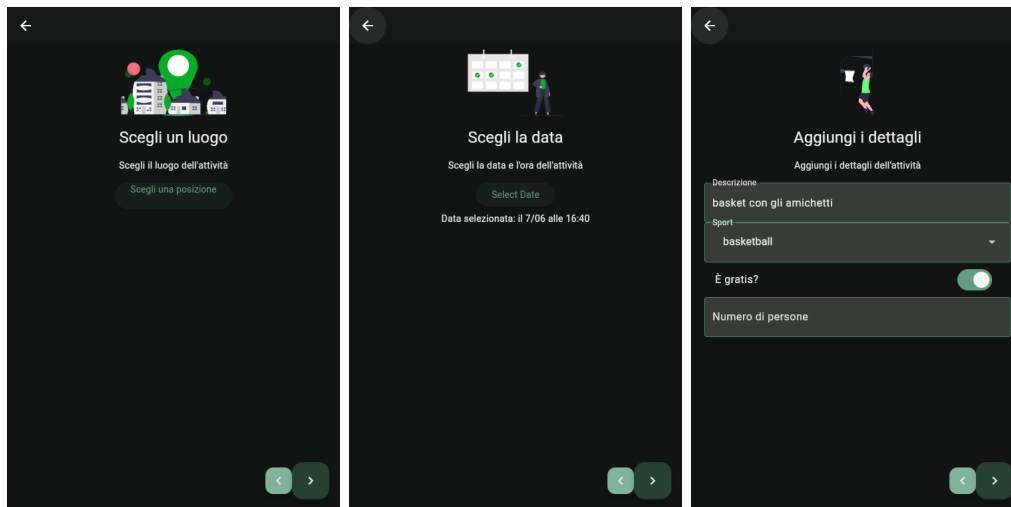 Scegli un luogo
Scegli il luogo dell'attività
Scegli una posizione
Scegli la data
Scegli la data e l'ora dell'attività
Select Date
Data selezionata: il 7/06 alle 16:40
Aggiungi i dettagli
Aggiungi i dettagli dell'attività
Descrizione
basket con gli amichetti
Sport
basketball
È gratis?
Numero di persone